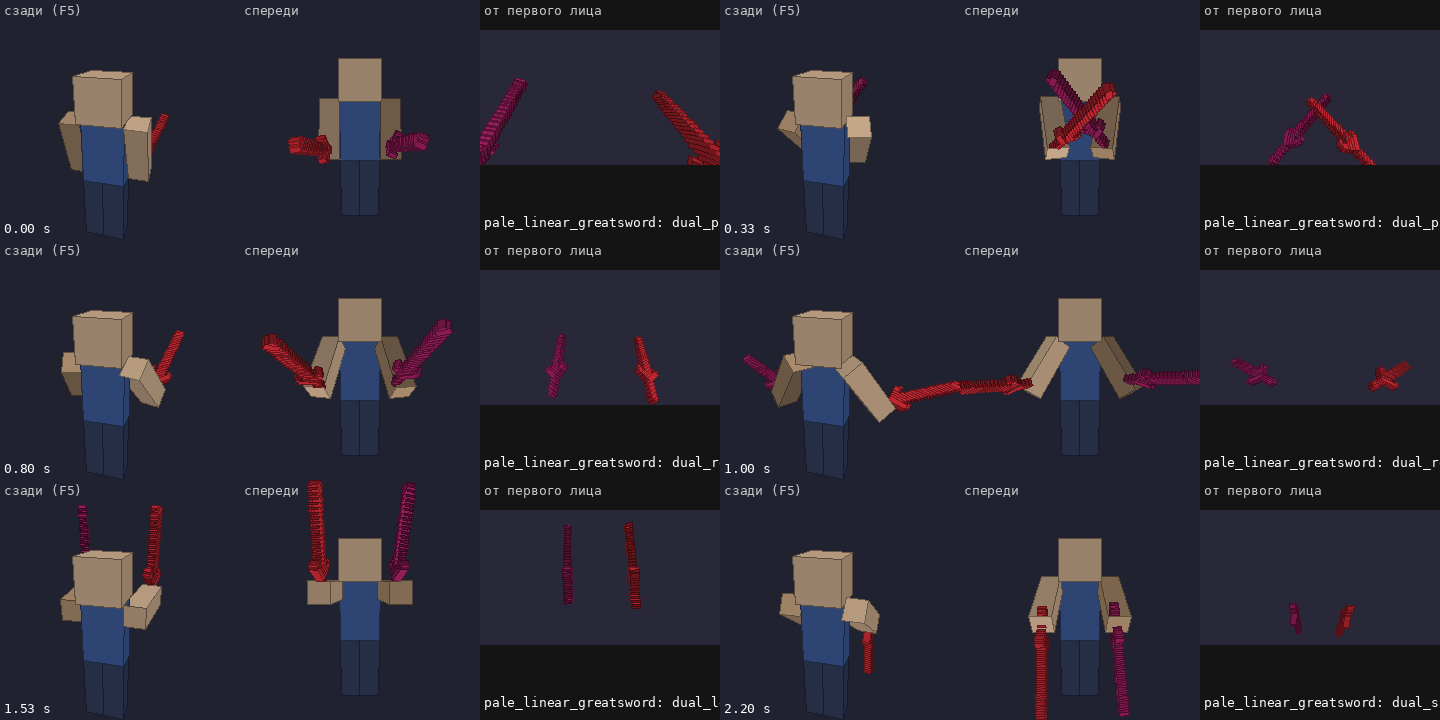 сзади (F5) спереди от первого лица сзади (F5) спереди от первого лица
pale_linear_greatsword: dual_p pale_linear_greatsword: dual_p
0.00 s 0.33 s
сзади (F5) спереди от первого лица сзади (F5) спереди от первого лица
pale_linear_greatsword: dual_r pale_linear_greatsword: dual_r
0.80 s 1.00 s
сзади (F5) спереди от первого лица сзади (F5) спереди от первого лица
pale_linear_greatsword: dual_l pale_linear_greatsword: dual_s
1.53 s 2.20 s